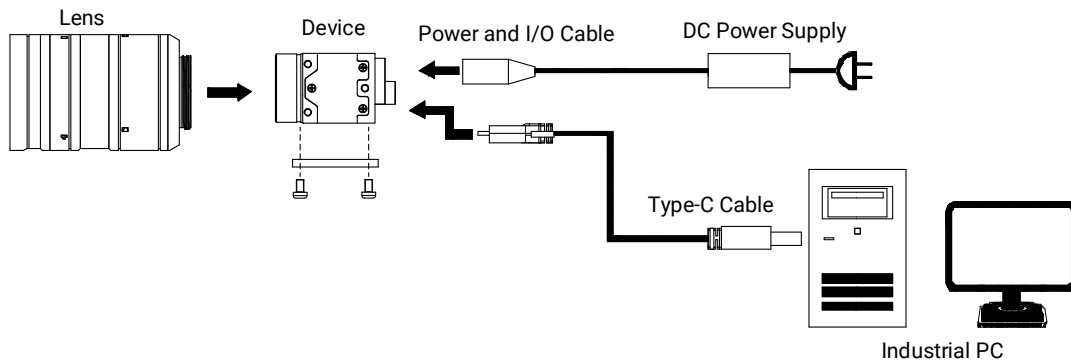 Lens
Device
Power and I/O Cable
DC Power Supply
Type-C Cable
Industrial PC